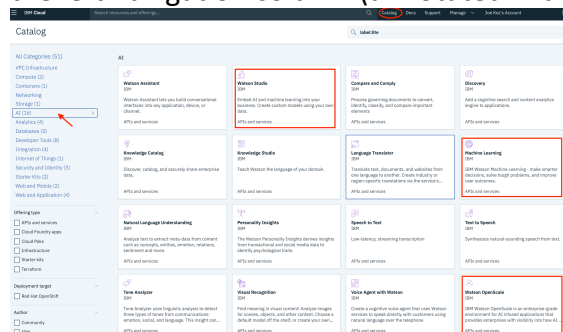 IBM Cloud
Search resources and offerings...
Catalog
Docs
Support
Manage
Joe Koz's Account
Catalog
label:lite
All Categories (51)
VPC Infrastructure
Compute (2)
Containers (1)
Networking
Storage (1)
AI (16)
Analytics (4)
Databases (3)
Developer Tools (8)
Integration (4)
Internet of Things (1)
Security and Identity (3)
Starter Kits (3)
Web and Mobile (3)
Web and Application (4)
Offering type
APIs and services
Cloud Foundry apps
Cloud Paks
Infrastructure
Starter kits
Terraform
Deployment target
Red Hat OpenShift
Author
AI
Watson Assistant
IBM
Watson Assistant lets you build conversational
interfaces into any application, device, or
channel.
APIs and services
Watson Studio
IBM
Embed AI and machine learning into your
business. Create custom models using your own
data.
APIs and services
Compare and Comply
IBM
Process governing documents to convert,
identify, classify, and compare important
elements
APIs and services
Discovery
IBM
Add a cognitive search and content analytics
engine to applications.
APIs and services
Knowledge Catalog
IBM
Discover, catalog, and securely share enterprise
data.
APIs and services
Knowledge Studio
IBM
Teach Watson the language of your domain.
APIs and services
Language Translator
IBM
Translate text, documents, and websites from
one language to another. Create industry or
region-specific translations via the service's...
APIs and services
Machine Learning
IBM
IBM Watson Machine Learning - make smarter
decisions, solve tough problems, and improve
user outcomes.
APIs and services
Natural Language Understanding
IBM
Analyze text to extract meta-data from content
such as concepts, entities, emotion, relations,
sentiment and more.
APIs and services
Personality Insights
IBM
The Watson Personality Insights derives insights
from transactional and social media data to
identify psychological traits.
APIs and services
Speech to Text
IBM
Low-latency, streaming transcription
APIs and services
Text to Speech
IBM
Synthesizes natural-sounding speech from text.
APIs and services
Tone Analyzer
IBM
Tone Analyzer uses linguistic analysis to detect
three types of tones from communications:
emotion, social, and language. This insight can...
APIs and services
Visual Recognition
IBM
Find meaning in visual content! Analyze images
for scenes, objects, and other content. Choose a
default model off the shelf, or create your own...
APIs and services
Voice Agent with Watson
IBM
Create a cognitive voice agent that uses Watson
services to speak directly with customers using
natural language over the telephone
APIs and services
Watson OpenScale
IBM
IBM Watson OpenScale is an enterprise-grade
environment for AI infused applications that
provides enterprises with visibility into how AI ...
APIs and services